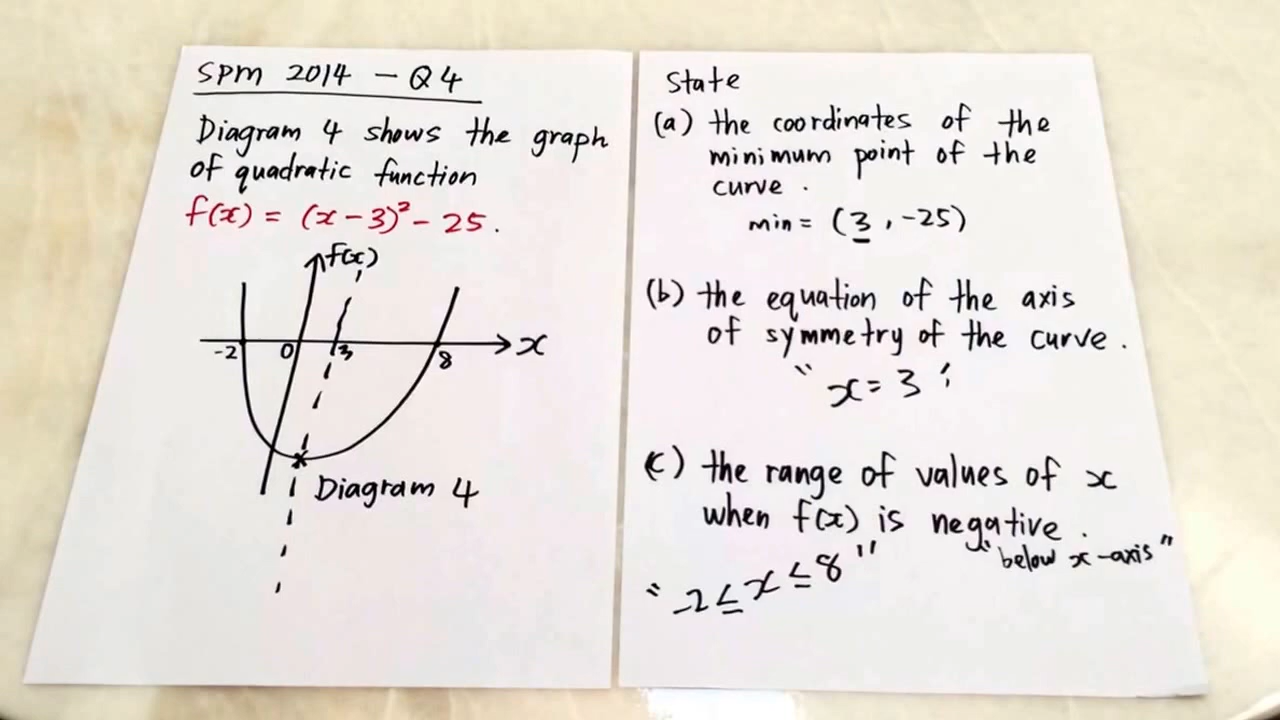 SPM 2014 - Q4
Diagram 4 shows the graph
of quadratic function
f(x) = (x-3)² - 25.
f(x)
-2 0 3 8 x
Diagram 4
State
(a) the coordinates of the
minimum point of the
curve.
min = (3, -25)
(b) the equation of the axis
of symmetry of the curve.
"x = 3"
(c) the range of values of x
when f(x) is negative.
"below x-axis"
"-2 ≤ x ≤ 8"